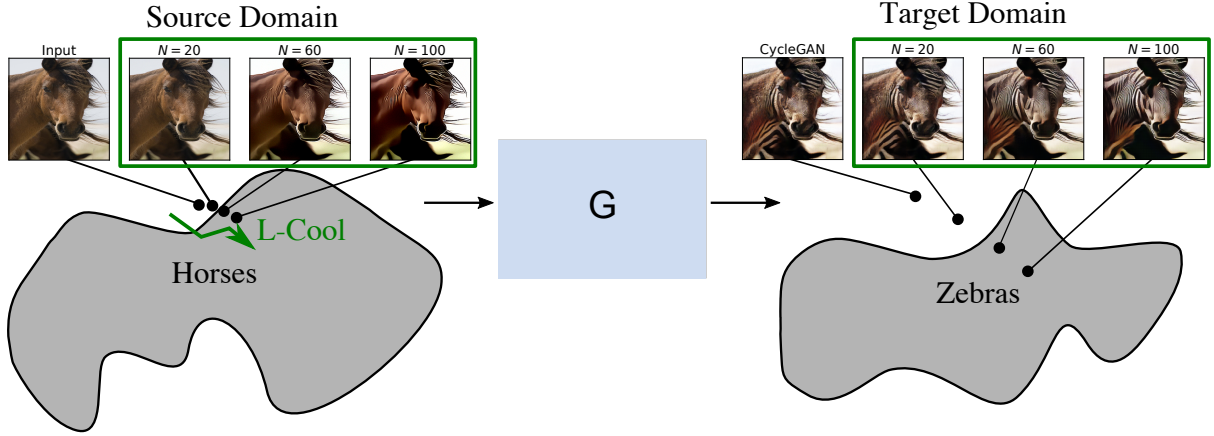 Source Domain
Input
N = 20
N = 60
N = 100
L-Cool
Horses
G
Target Domain
CycleGAN
N = 20
N = 60
N = 100
Zebras